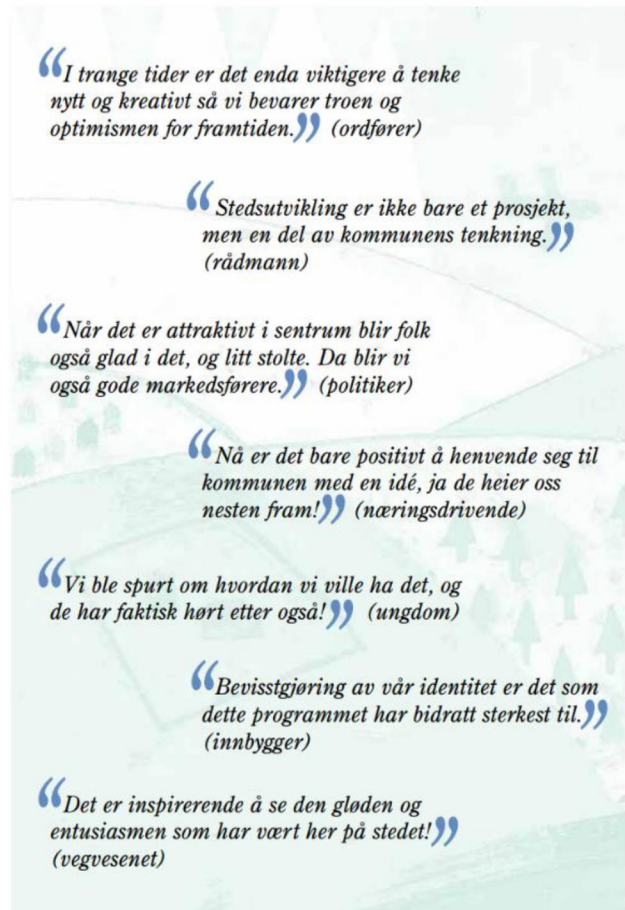 “I trange tider er det enda viktigere å tenke
nytt og kreativt så vi bevarer troen og
optimismen for framtiden.” (ordfører)
“Stedsutvikling er ikke bare et prosjekt,
men en del av kommunens tenkning.”
(rådmann)
“Når det er attraktivt i sentrum blir folk
også glad i det, og litt stolte. Da blir vi
også gode markedsførere.” (politiker)
“Nå er det bare positivt å henvende seg til
kommunen med en idé, ja de heier oss
nesten fram!” (næringsdrivende)
“Vi ble spurt om hvordan vi ville ha det, og
de har faktisk hørt etter også!” (ungdom)
“Bevisstgjøring av vår identitet er det som
dette programmet har bidratt sterkest til.”
(innbygger)
“Det er inspirerende å se den gløden og
entusiasmen som har vært her på stedet!”
(vegvesenet)